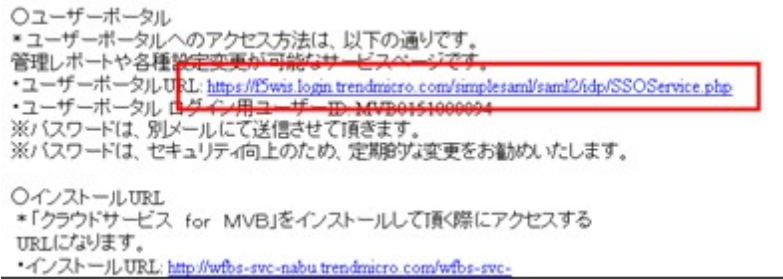 ○ユーザーポータル
*ユーザーポータルへのアクセス方法は、以下の通りです。
管理レポートや各種設定変更が可能なサービスページです。
・ユーザーポータルURL: https://f5wis.login.trendmicro.com/simplesaml/saml2/idp/SSOService.php
・ユーザーポータル ログイン用ユーザーID: MVB0151000094
※パスワードは、別メールにて送信させて頂きます。
※パスワードは、セキュリティ向上のため、定期的な変更をお勧めいたします。
○インストールURL
*「クラウドサービス for MVB」をインストールして頂く際にアクセスする
URLになります。
・インストールURL: http://wfbs-svc-nabu.trendmicro.com/wfbs-svc-